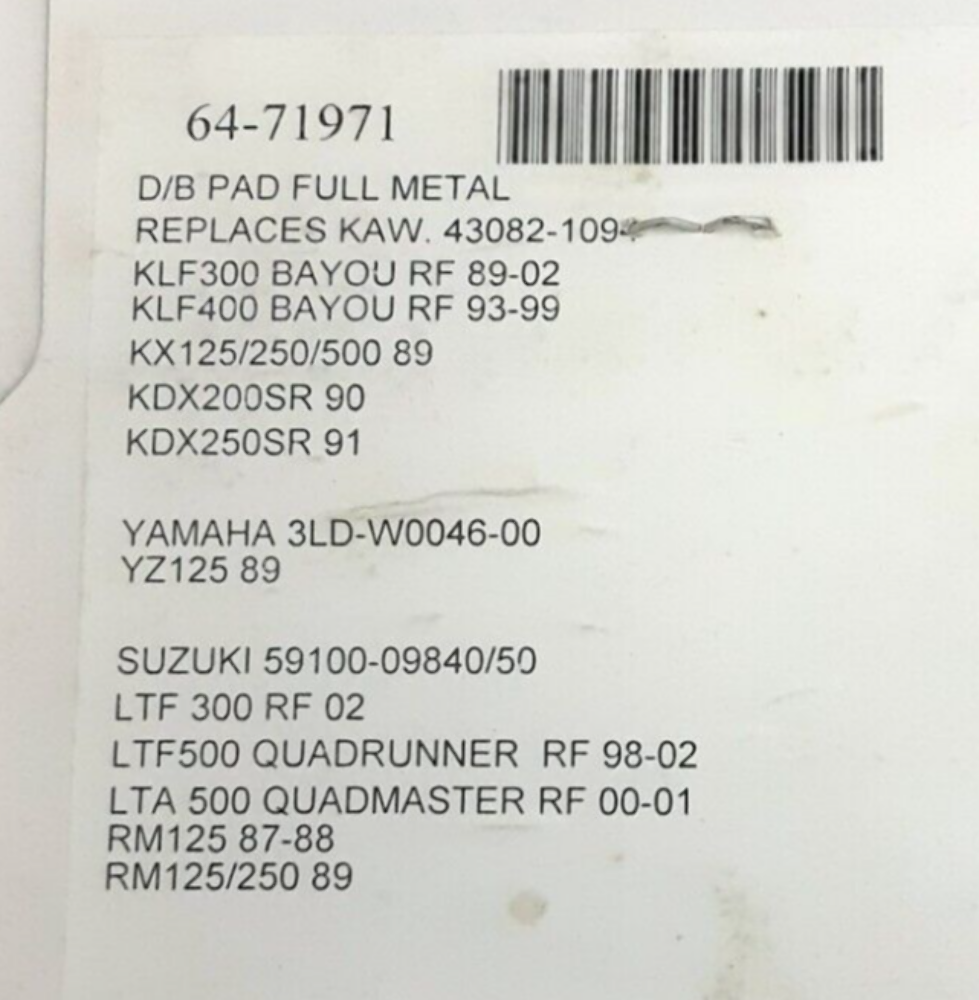 64-71971
D/B PAD FULL METAL
REPLACES KAW.
KLF300 BAYOU RF 89-02
KLF400 BAYOU RF 93-99
KX125/250/500 89
KDX200SR 90
KDX250SR 91
YAMAHA 3LD-W0046-00
YZ125 89
SUZUKI 59100-09840/50
LTF 300 RF 02
LTF500 QUADRUNNER RF 98-02
LTA 500 QUADMASTER RF 00-01
RM125 87-88
RM125/250 89